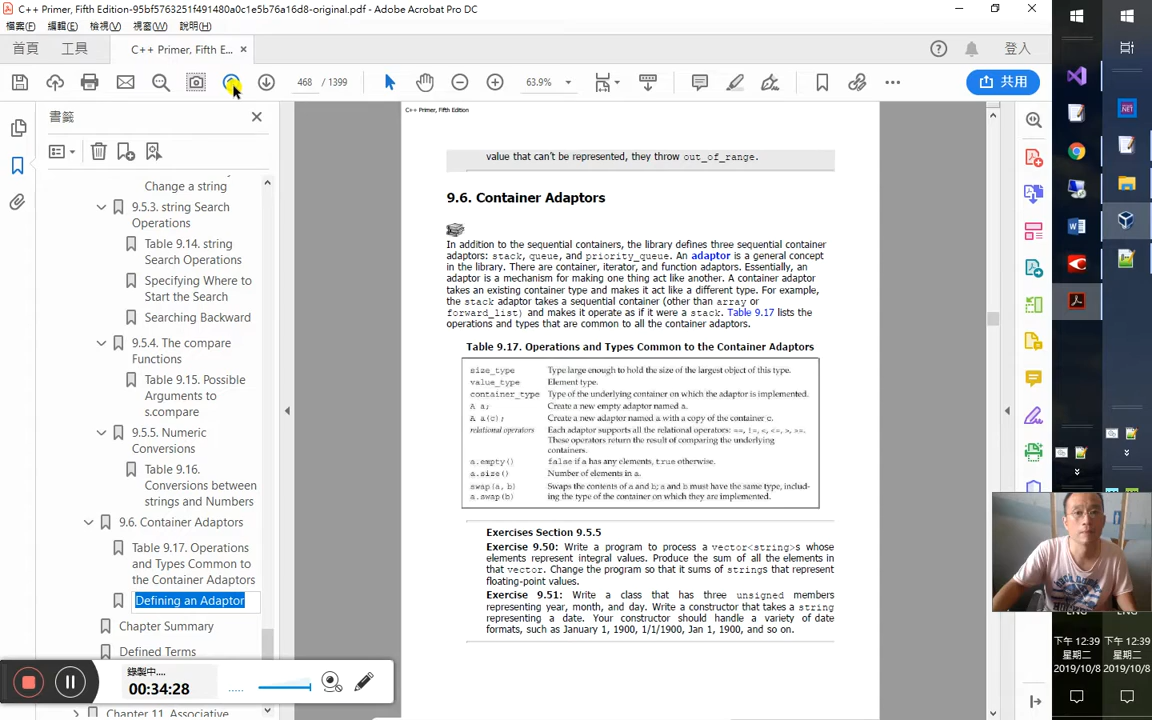 C++ Primer, Fifth Edition-95bf5737571960d0a01c1e5b76a16d8-original.pdf - Adobe Acrobat Pro DC
檔案(F) 編輯(E) 檢視(V) 視窗(W) 說明(H)
首頁 工具 C++ Primer, Fifth E... × 登入
468 / 1399 63.9% 共用
書籤
Change a string
9.5.3. string Search
Operations
Table 9.14. string
Search Operations
Specifying Where to
Start the Search
Searching Backward
9.5.4. The compare
Functions
Table 9.15. Possible
Arguments to
s.compare
9.5.5. Numeric
Conversions
Table 9.16.
Conversions between
strings and Numbers
9.6. Container Adaptors
Table 9.17. Operations
and Types Common to
the Container Adaptors
Defining an Adaptor
Chapter Summary
Defined Terms
Chapter 11. Associative
錄製中....
00:34:28
C++ Primer, Fifth Edition
value that can't be represented, they throw out_of_range.
9.6. Container Adaptors
In addition to the sequential containers, the library defines three sequential container
adaptors: stack, queue, and priority_queue. An adaptor is a general concept
in the library. There are container, iterator, and function adaptors. Essentially, an
adaptor is a mechanism for making one thing act like another. A container adaptor
takes an existing container type and makes it act like a different type. For example,
the stack adaptor takes a sequential container (other than array or
forward_list) and makes it operate as if it were a stack. Table 9.17 lists the
operations and types that are common to all the container adaptors.
Table 9.17. Operations and Types Common to the Container Adaptors
size_type Type large enough to hold the size of the largest object of this type.
value_type Element type.
container_type Type of the underlying container on which the adaptor is implemented.
A a; Create a new empty adaptor named a.
A a(c); Create a new adaptor named a with a copy of the container c.
relational operators Each adaptor supports all the relational operators: ==, !=, <, <=, >, >=.
These operators return the result of comparing the underlying
containers.
a.empty() false if a has any elements, true otherwise.
a.size() Number of elements in a.
swap(a, b) Swaps the contents of a and b; a and b must have the same type, includ-
a.swap(b) ing the type of the container on which they are implemented.
Exercises Section 9.5.5
Exercise 9.50: Write a program to process a vector<string>s whose
elements represent integral values. Produce the sum of all the elements in
that vector. Change the program so that it sums of strings that represent
floating-point values.
Exercise 9.51: Write a class that has three unsigned members
representing year, month, and day. Write a constructor that takes a string
representing a date. Your constructor should handle a variety of date
formats, such as January 1, 1900, 1/1/1900, Jan 1, 1900, and so on.
ENG ENG
下午 12:39 下午 12:39
星期二 星期二
2019/10/8 2019/10/8